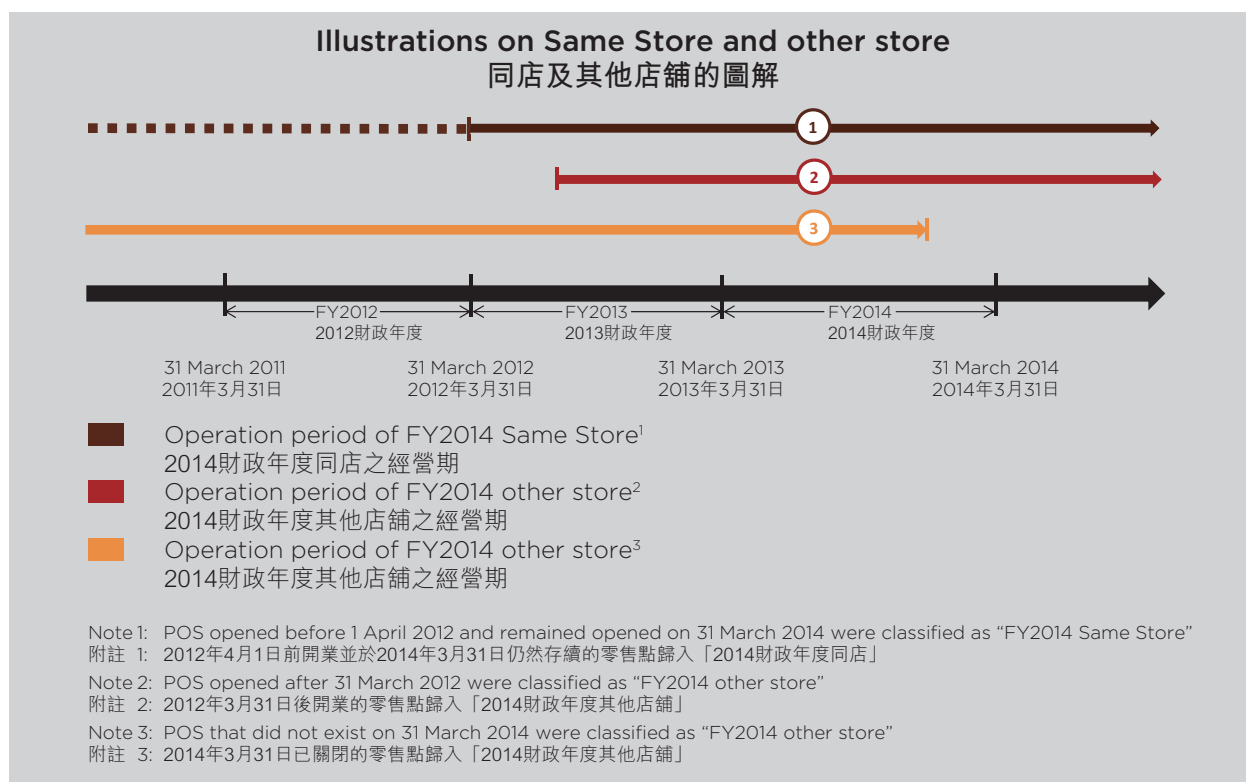 Illustrations on Same Store and other store
同店及其他店舖的圖解
1
2
3
FY2012
2012財政年度
FY2013
2013財政年度
FY2014
2014財政年度
31 March 2011
2011年3月31日
31 March 2012
2012年3月31日
31 March 2013
2013年3月31日
31 March 2014
2014年3月31日
Operation period of FY2014 Same Store1
2014財政年度同店之經營期
Operation period of FY2014 other store2
2014財政年度其他店舖之經營期
Operation period of FY2014 other store3
2014財政年度其他店舖之經營期
Note 1: POS opened before 1 April 2012 and remained opened on 31 March 2014 were classified as “FY2014 Same Store”
附註 1: 2012年4月1日前開業並於2014年3月31日仍然存續的零售點歸入「2014財政年度同店」
Note 2: POS opened after 31 March 2012 were classified as “FY2014 other store”
附註 2: 2012年3月31日後開業的零售點歸入「2014財政年度其他店舖」
Note 3: POS that did not exist on 31 March 2014 were classified as “FY2014 other store”
附註 3: 2014年3月31日已關閉的零售點歸入「2014財政年度其他店舖」